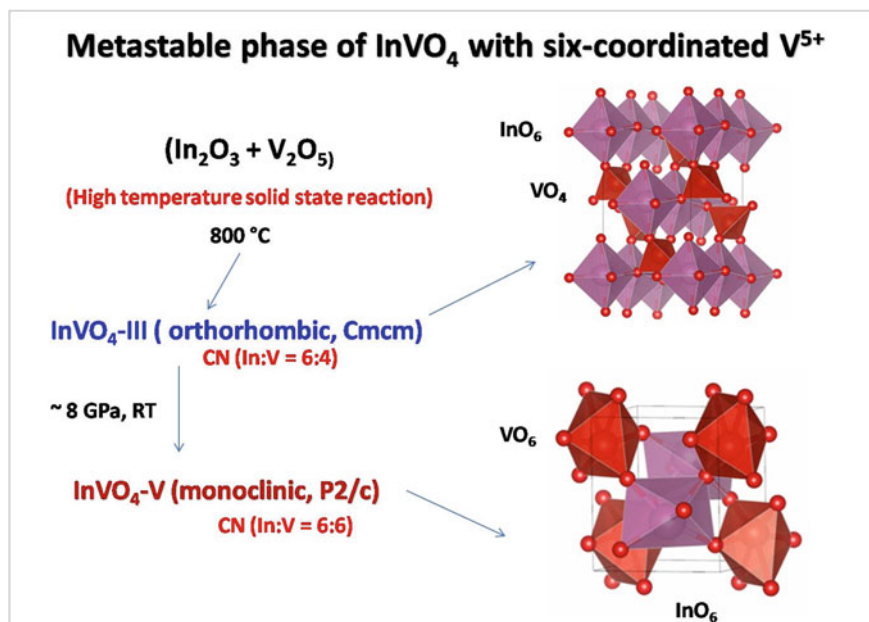 Metastable phase of InVO₄ with six-coordinated V⁵⁺
(In₂O₃ + V₂O₅)
(High temperature solid state reaction)
800 °C
InVO₄-III ( orthorhombic, Cmcm)
CN (In:V = 6:4)
~ 8 GPa, RT
InVO₄-V (monoclinic, P2/c)
CN (In:V = 6:6)
InO₆
VO₄
VO₆
InO₆